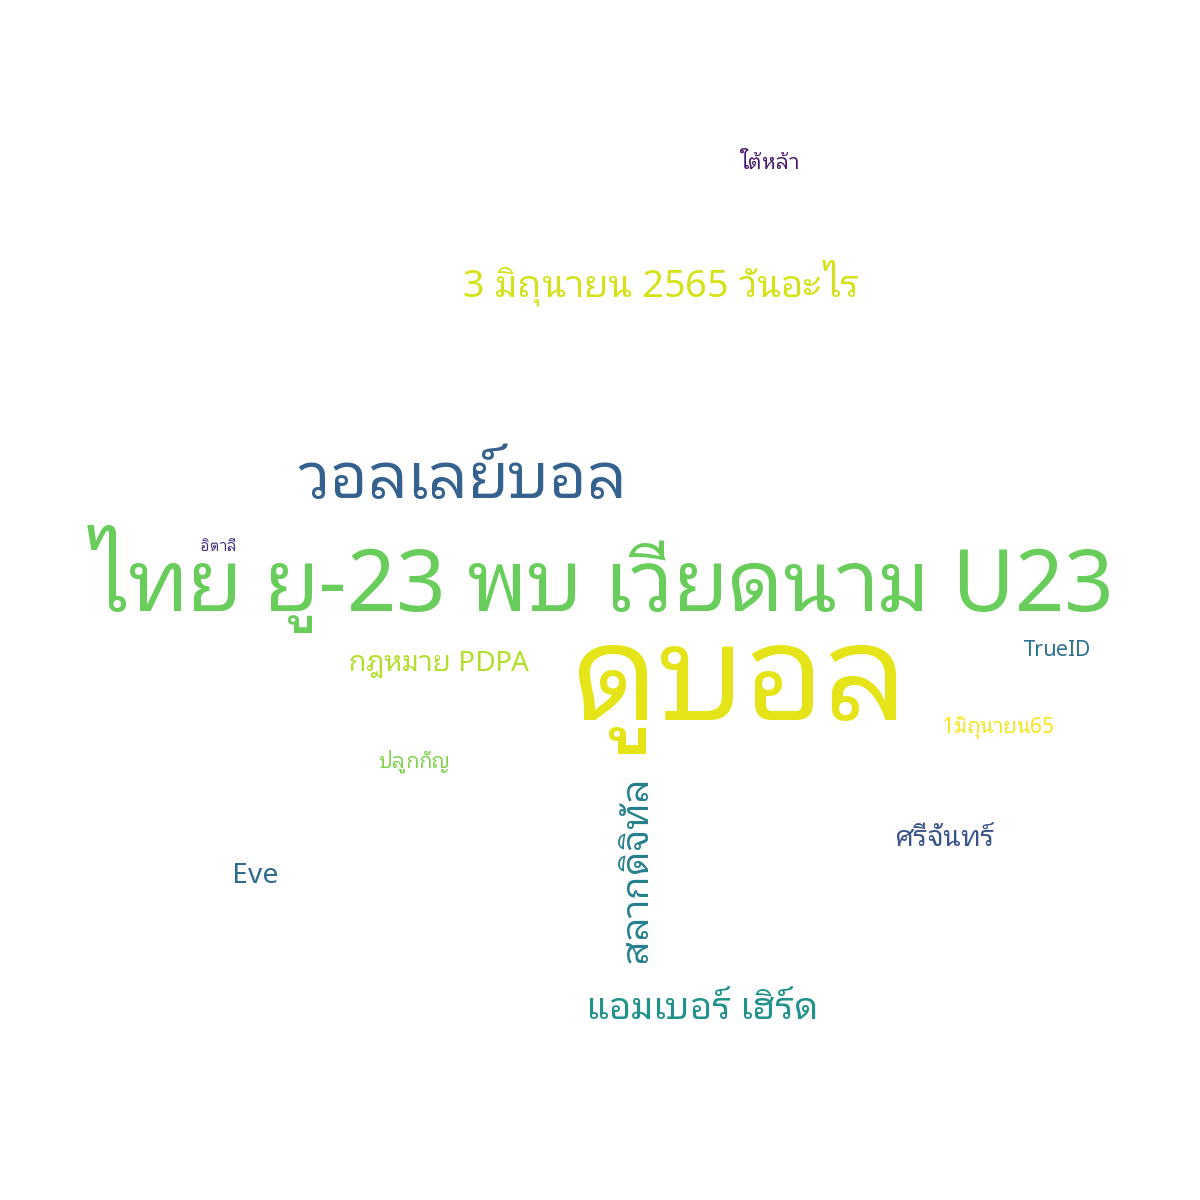 ใต้หล้า
3 มิถุนายน 2565 วันอะไร
วอลเลย์บอล
อิตาลี
ไทย ยู-23 พบ เวียดนาม U23
กฎหมาย PDPA
ดูบอล
TrueID
1มิถุนายน65
ปลูกกัญ
สลากดิจิทัล
ศรีจันทร์
Eve
แอมเบอร์ เฮิร์ด